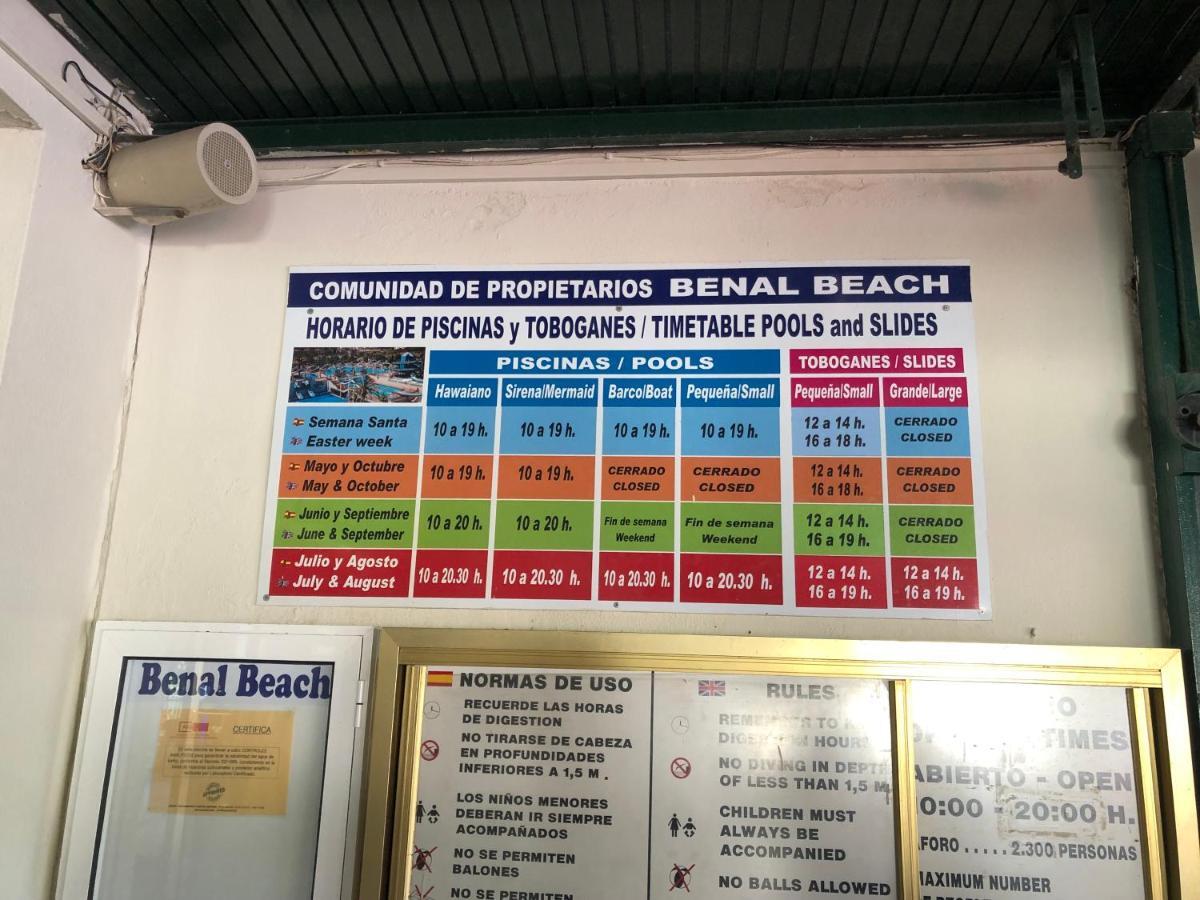 COMUNIDAD DE PROPIETARIOS BENAL BEACH
HORARIO DE PISCINAS y TOBOGANES / TIMETABLE POOLS and SLIDES
PISCINAS / POOLS TOBOGANES / SLIDES
Hawaiano Sirena/Mermaid Barco/Boat Pequeña/Small Pequeña/Small Grande/Large
Semana Santa
Easter week
10 a 19 h. 10 a 19 h. 10 a 19 h. 10 a 19 h.
12 a 14 h.
16 a 18 h.
CERRADO
CLOSED
Mayo y Octubre
May & October
10 a 19 h. 10 a 19 h.
CERRADO
CLOSED
CERRADO
CLOSED
12 a 14 h.
16 a 18 h.
CERRADO
CLOSED
Junio y Septiembre
June & September
10 a 20 h. 10 a 20 h.
Fin de semana
Weekend
Fin de semana
Weekend
12 a 14 h.
16 a 19 h.
CERRADO
CLOSED
Julio y Agosto
July & August
10 a 20.30 h. 10 a 20.30 h. 10 a 20.30 h. 10 a 20.30 h.
12 a 14 h.
16 a 19 h.
12 a 14 h.
16 a 19 h.
Benal Beach
CERTIFICA
NORMAS DE USO
RECUERDE LAS HORAS
DE DIGESTION
NO TIRARSE DE CABEZA
EN PROFUNDIDADES
INFERIORES A 1,5 M .
LOS NIÑOS MENORES
DEBERAN IR SIEMPRE
ACOMPAÑADOS
NO SE PERMITEN
BALONES
NO SE PERMITEN
RULES
REMEMBER TO
HOUR
NO DIVING IN DEPT
OF LESS THAN 1,5 M
CHILDREN MUST
ALWAYS BE
ACCOMPANIED
NO BALLS ALLOWED
TIMES
ABIERTO - OPEN
0:00 - 20:00 H.
AFORO ..... 2.300 PERSONAS
MAXIMUM NUMBER